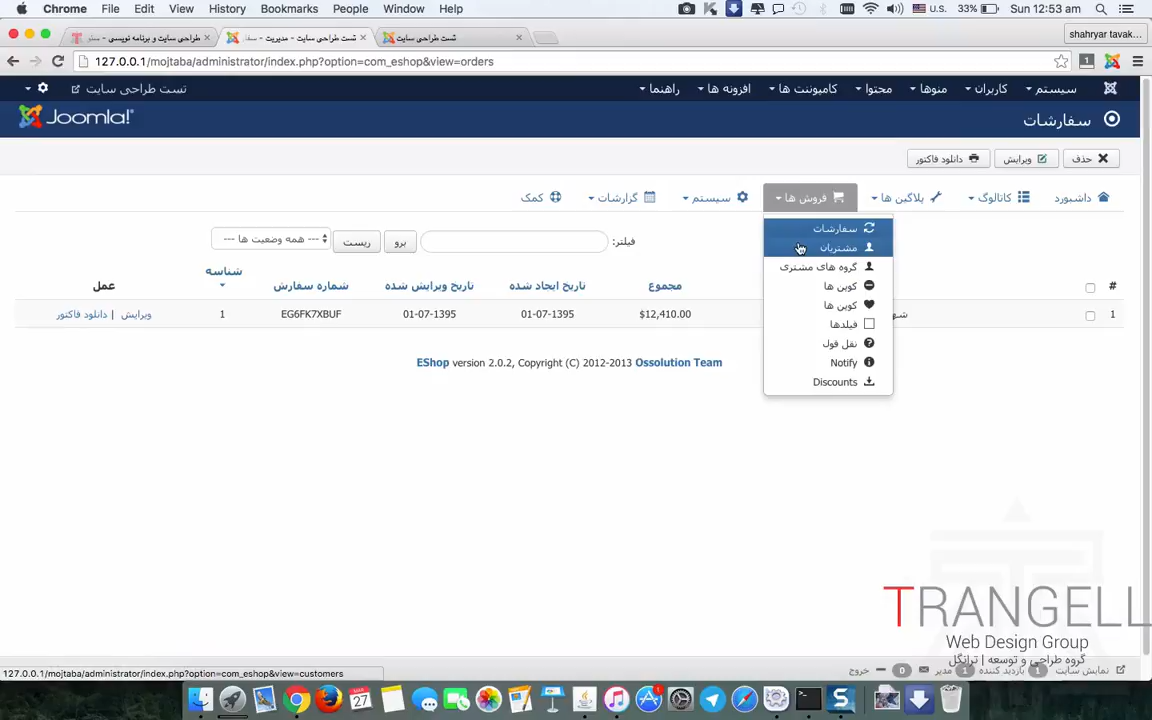 Chrome File Edit View History Bookmarks People Window Help U.S. 33% Sun 12:53 am
تست طراحی سایت - مدیریت - سفا
تست طراحی سایت
shahryar tavak...
127.0.0.1/mojtaba/administrator/index.php?option=com_eshop&view=orders
سیستم کاربران منوها محتوا کامپوننت ها افزونه ها راهنما تست طراحی سایت
سفارشات
Joomla!
حذف ویرایش دانلود فاکتور
داشبورد کاتالوگ پلاگین ها فروش ها سیستم گزارشات کمک
سفارشات
مشتریان
گروه های مشتری
کوپن ها
کوپن ها
فیلدها
نقل قول
Notify
Discounts
فیلتر: برو ریست --- همه وضعیت ها ---
# مجموع تاریخ ایجاد شده تاریخ ویرایش شده شماره سفارش شناسه عمل
1 $12,410.00 01-07-1395 01-07-1395 EG6FK7XBUF 1 ویرایش | دانلود فاکتور
EShop version 2.0.2, Copyright (C) 2012-2013 Ossolution Team
TRANGELL
Web Design Group
گروه طراحی و توسعه | ترانگل
نمایش سایت 1 بازدید کننده 1 مدیر 0 خروج
127.0.0.1/mojtaba/administrator/index.php?option=com_eshop&view=customers